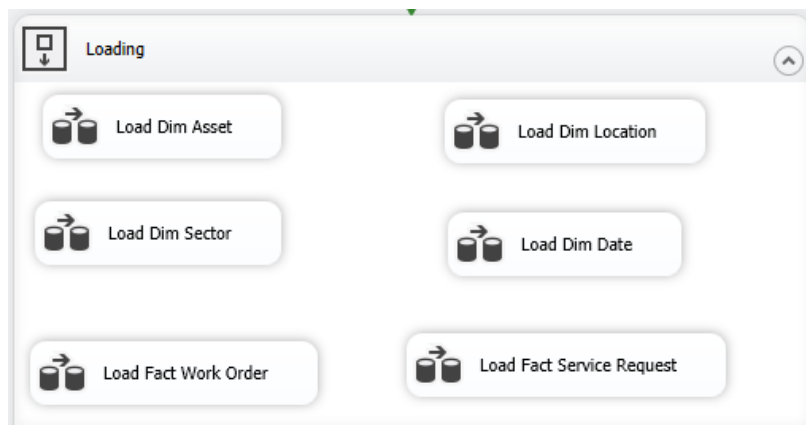 Loading
Load Dim Asset
Load Dim Location
Load Dim Sector
Load Dim Date
Load Fact Work Order
Load Fact Service Request